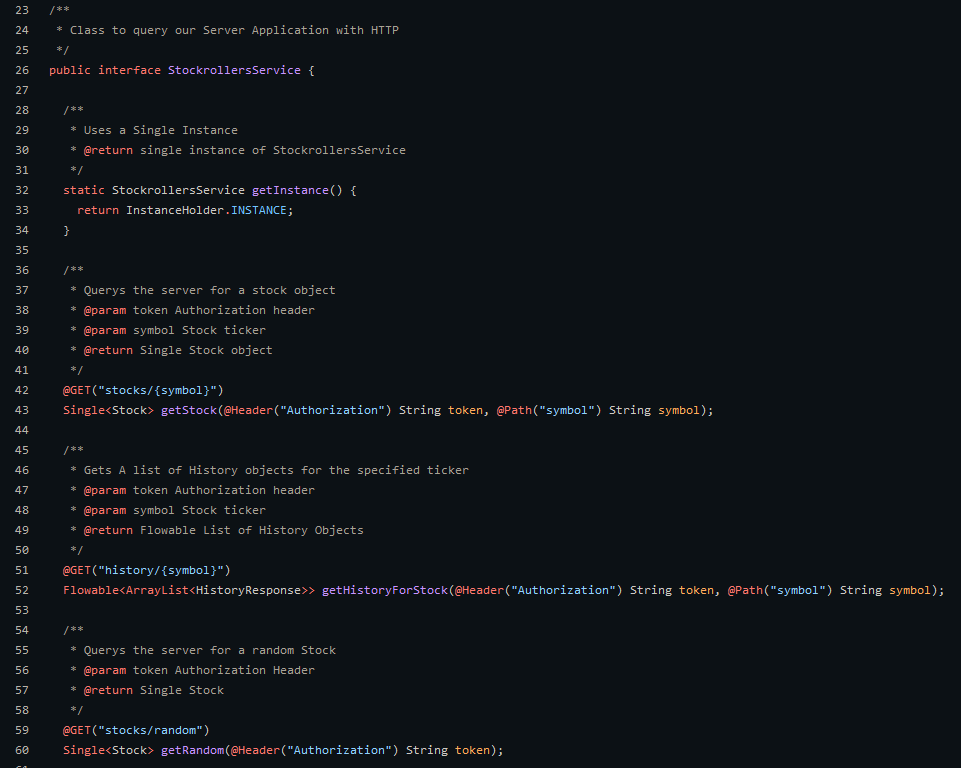 23 /**
24  * Class to query our Server Application with HTTP
25  */
26 public interface StockrollersService {
27
28   /**
29    * Uses a Single Instance
30    * @return single instance of StockrollersService
31    */
32   static StockrollersService getInstance() {
33     return InstanceHolder.INSTANCE;
34   }
35
36   /**
37    * Querys the server for a stock object
38    * @param token Authorization header
39    * @param symbol Stock ticker
40    * @return Single Stock object
41    */
42   @GET("stocks/{symbol}")
43   Single<Stock> getStock(@Header("Authorization") String token, @Path("symbol") String symbol);
44
45   /**
46    * Gets A list of History objects for the specified ticker
47    * @param token Authorization header
48    * @param symbol Stock ticker
49    * @return Flowable List of History Objects
50    */
51   @GET("history/{symbol}")
52   Flowable<ArrayList<HistoryResponse>> getHistoryForStock(@Header("Authorization") String token, @Path("symbol") String symbol);
53
54   /**
55    * Querys the server for a random Stock
56    * @param token Authorization Header
57    * @return Single Stock
58    */
59   @GET("stocks/random")
60   Single<Stock> getRandom(@Header("Authorization") String token);